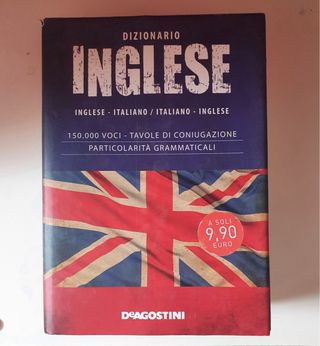 DIZIONARIO
INGLESE
INGLESE - ITALIANO / ITALIANO - INGLESE
150.000 VOCI - TAVOLE DI CONIUGAZIONE
PARTICOLARITÀ GRAMMATICALI
A SOLI
9,90
EURO
DEAGOSTINI